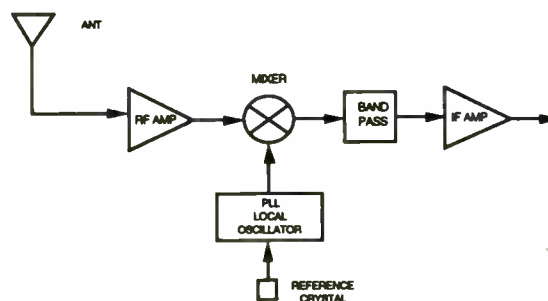 ANT
MIXER
RF AMP
BAND
PASS
IF AMP
PLL
LOCAL
OSCILLATOR
REFERENCE
CRYSTAL